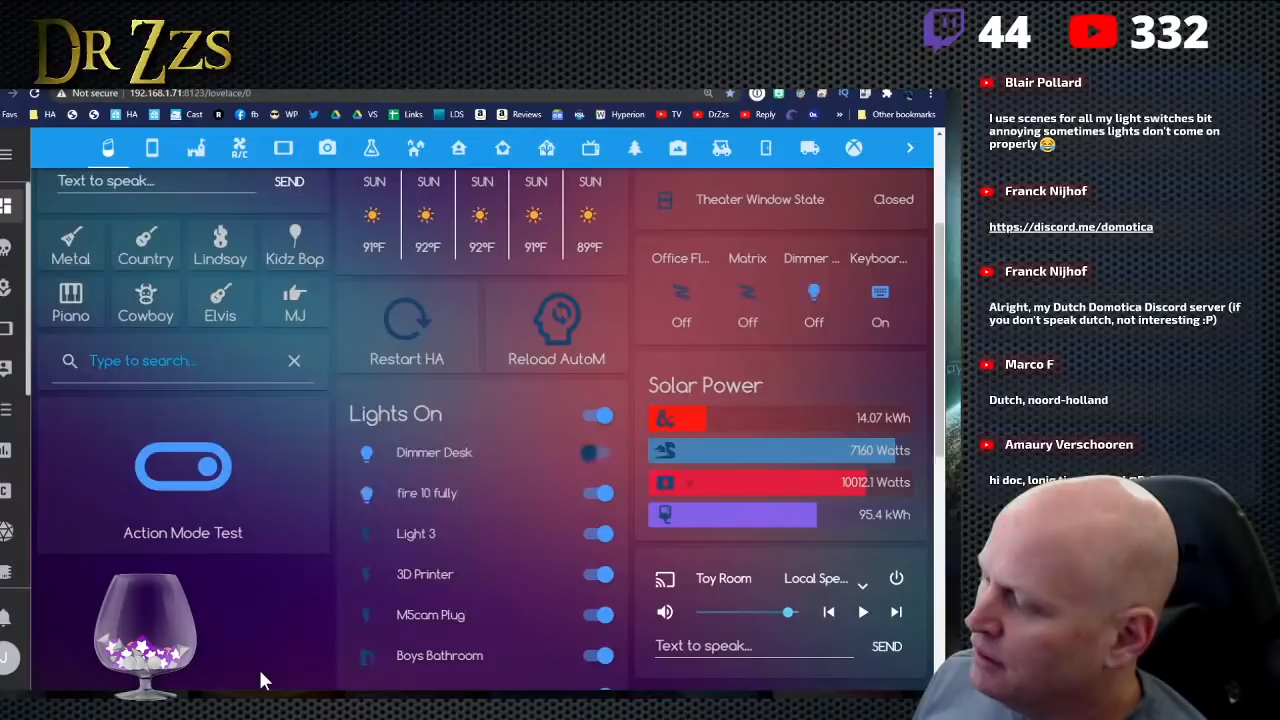 DR ZZS
44
332
Not secure
192.168.1.71:8123/lovelace/0
HA
HA
Cast
fb
WP
VS
Links
LDS
Reviews
Hyperion
TV
DrZzs
Reply
Other bookmarks
A/C
Text to speak...
SEND
Metal
Country
Lindsay
Kidz Bop
Piano
Cowboy
Elvis
MJ
Type to search...
Action Mode Test
SUN SUN SUN SUN SUN
91°F 92°F 92°F 91°F 89°F
Restart HA
Reload AutoM
Lights On
Dimmer Desk
fire 10 fully
Light 3
3D Printer
M5cam Plug
Boys Bathroom
Theater Window State Closed
Office Fl... Matrix Dimmer ... Keyboar...
Off Off Off On
Solar Power
14.07 kWh
7160 Watts
10012.1 Watts
95.4 kWh
Toy Room Local Spe...
Text to speak...
SEND
Blair Pollard
I use scenes for all my light switches bit
annoying sometimes lights don't come on
properly 😂
Franck Nijhof
https://discord.me/domotica
Franck Nijhof
Alright, my Dutch Domotica Discord server (if
you don't speak dutch, not interesting :P)
Marco F
Dutch, noord-holland
Amaury Verschooren
hi doc,